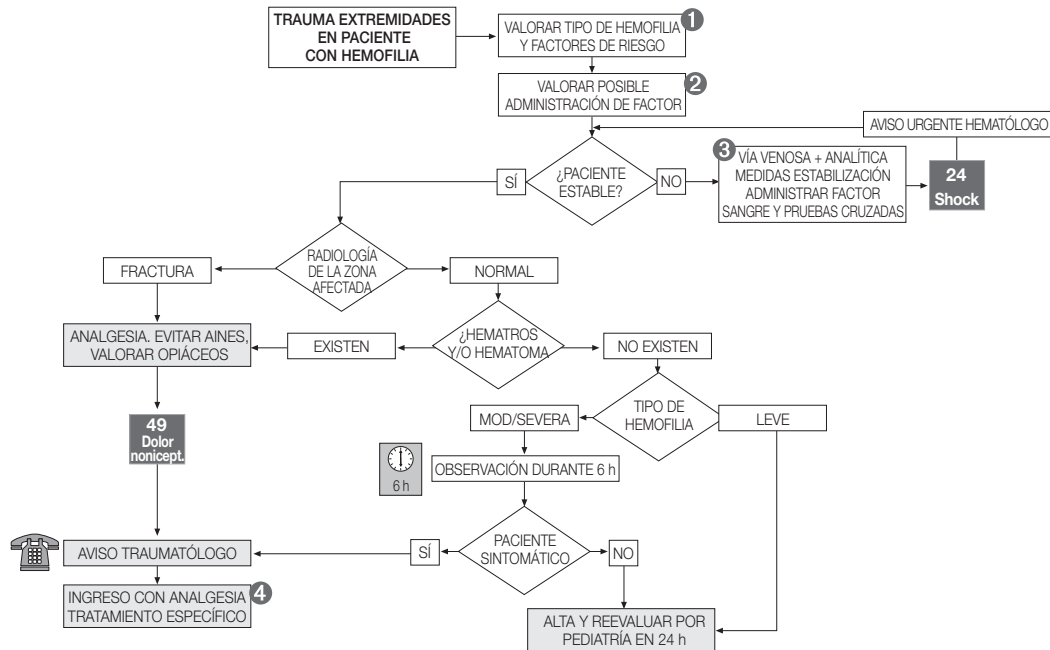 TRAUMA EXTREMIDADES
EN PACIENTE
CON HEMOFILIA
1
VALORAR TIPO DE HEMOFILIA
Y FACTORES DE RIESGO
2
VALORAR POSIBLE
ADMINISTRACIÓN DE FACTOR
AVISO URGENTE HEMATÓLOGO
SÍ
¿PACIENTE
ESTABLE?
NO
3
VÍA VENOSA + ANALÍTICA
MEDIDAS ESTABILIZACIÓN
ADMINISTRAR FACTOR
SANGRE Y PRUEBAS CRUZADAS
24
Shock
RADIOLOGÍA
DE LA ZONA
AFECTADA
FRACTURA
NORMAL
ANALGESIA. EVITAR AINES,
VALORAR OPIÁCEOS
EXISTEN
¿HEMATROS
Y/O HEMATOMA
NO EXISTEN
TIPO DE
HEMOFILIA
MOD/SEVERA
LEVE
49
Dolor
nonicept.
6 h
OBSERVACIÓN DURANTE 6 h
PACIENTE
SINTOMÁTICO
SÍ
NO
AVISO TRAUMATÓLOGO
INGRESO CON ANALGESIA
TRATAMIENTO ESPECÍFICO
4
ALTA Y REEVALUAR POR
PEDIATRÍA EN 24 h